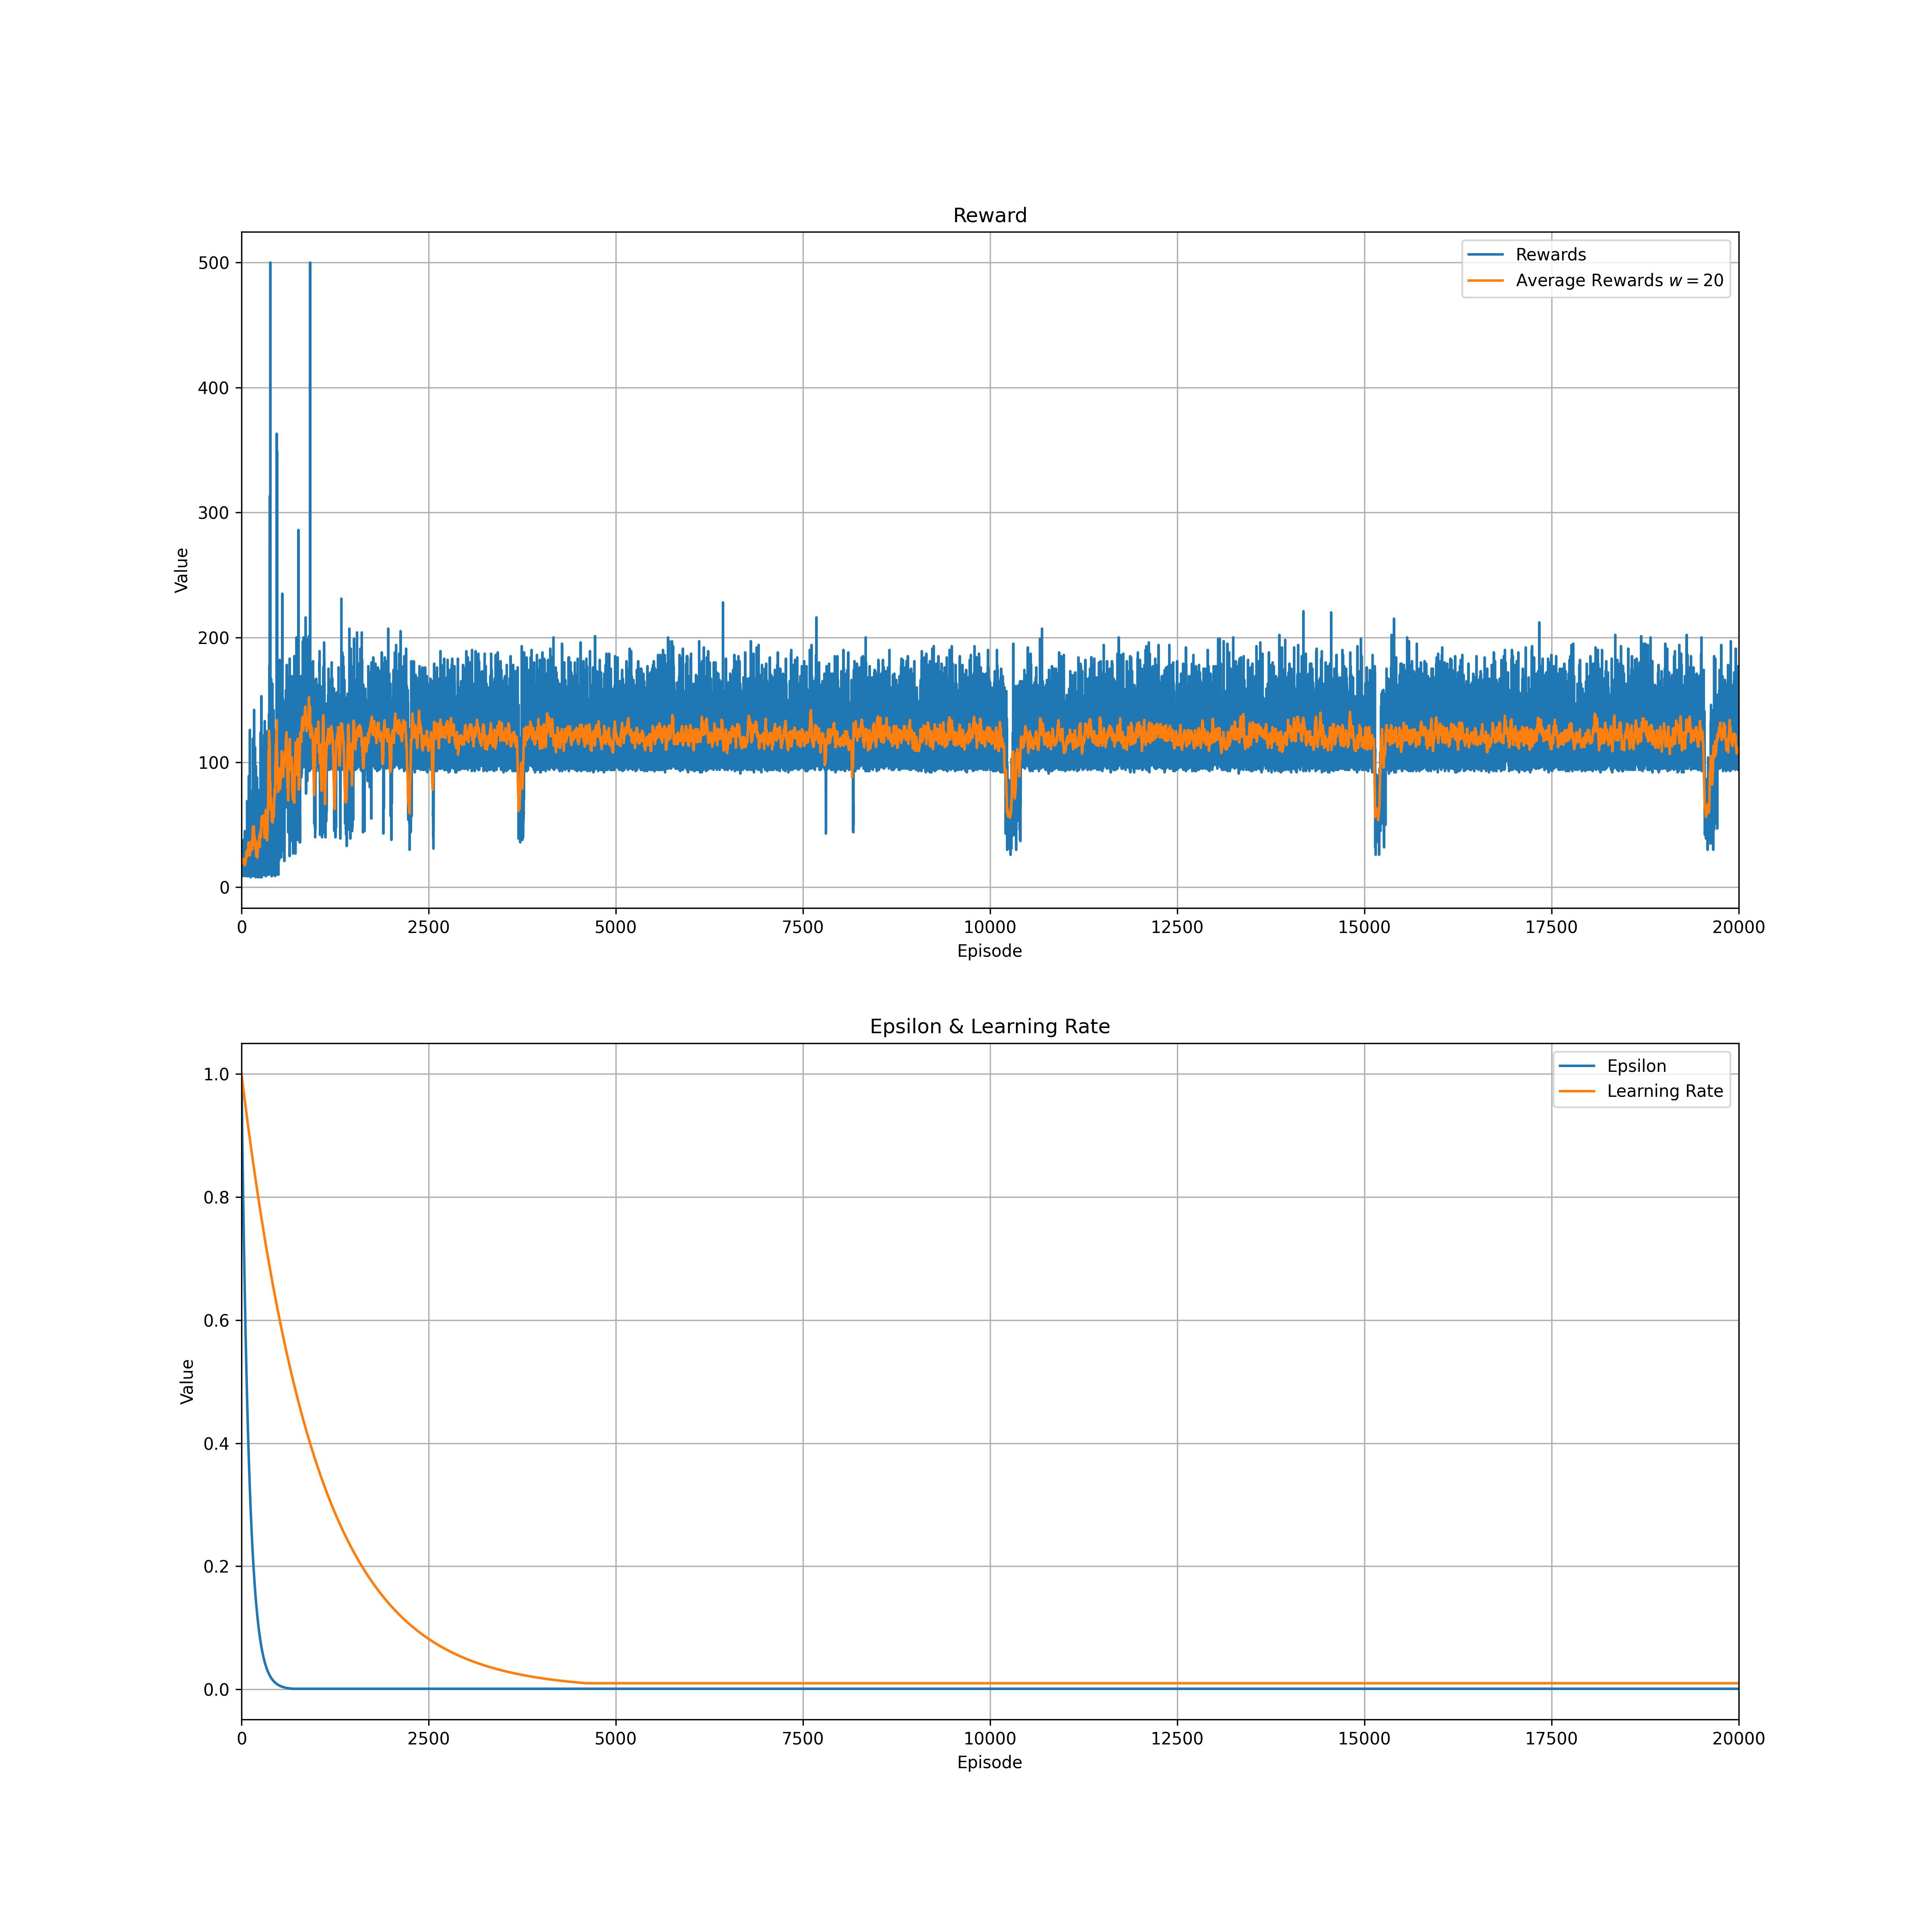 Reward
500
400
300
200
100
0
Value
Rewards
Average Rewards w = 20
0 2500 5000 7500 10000 12500 15000 17500 20000
Episode
Epsilon & Learning Rate
1.0
0.8
0.6
0.4
0.2
0.0
Value
Epsilon
Learning Rate
0 2500 5000 7500 10000 12500 15000 17500 20000
Episode